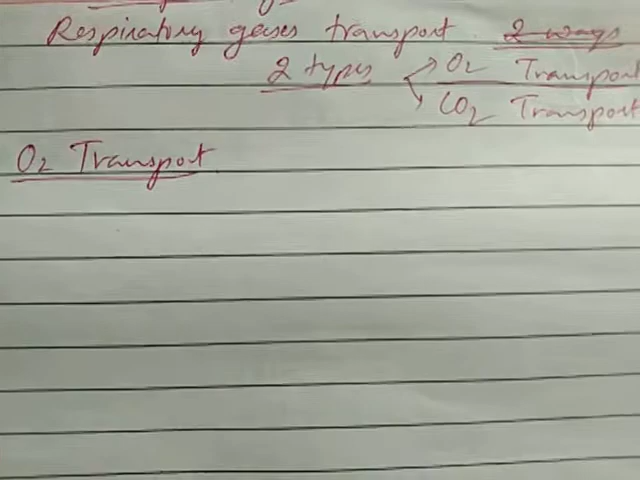 Respiratory gases transport 2 ways
2 types → O2 Transport
→ CO2 Transport
O2 Transport